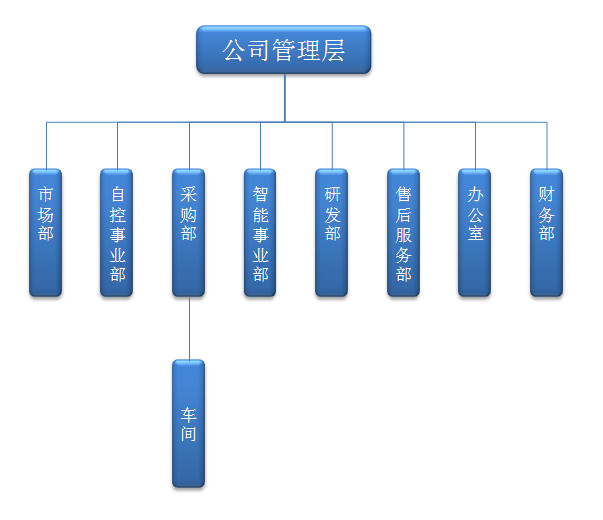 公司管理层
市场部
自控事业部
采购部
智能事业部
研发部
售后服务部
办公室
财务部
车间